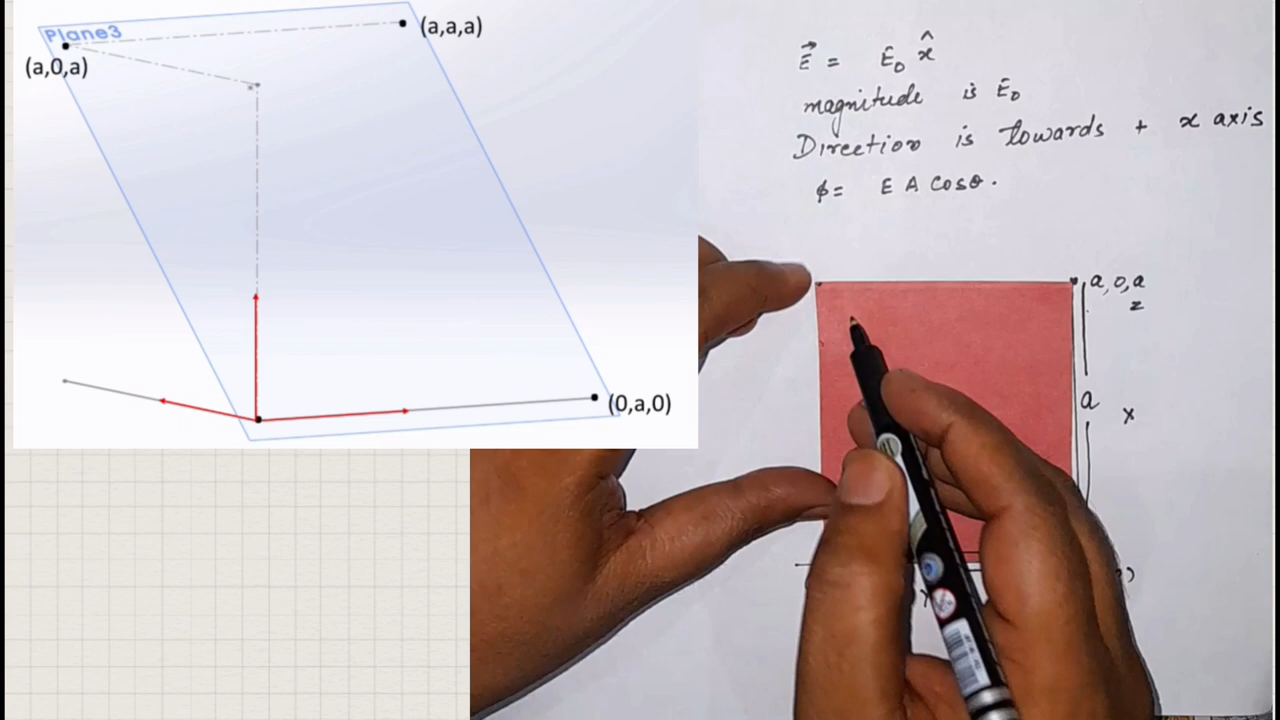 Plane3
(a,a,a)
(a,0,a)
(0,a,0)
E⃗ = E₀ x̂
magnitude is E₀
Direction is towards + x axis
ϕ = E A Cosθ.
a,0,a
z
a
x